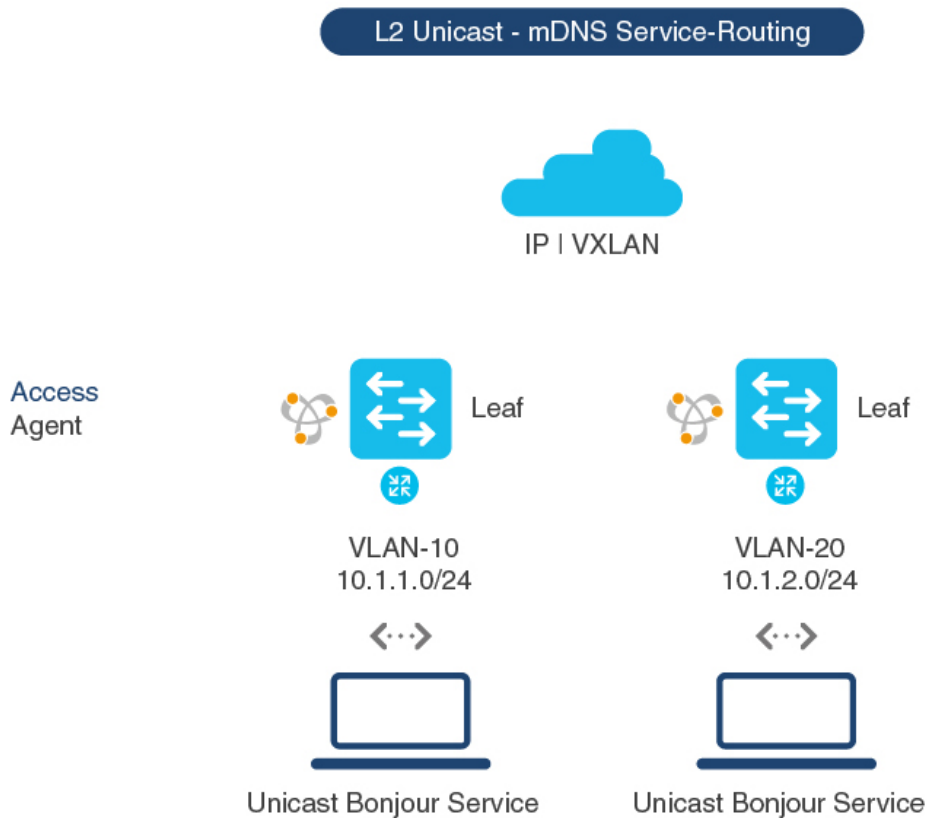 L2 Unicast - mDNS Service-Routing
IP | VXLAN
Access
Agent
Leaf
Leaf
VLAN-10
10.1.1.0/24
VLAN-20
10.1.2.0/24
Unicast Bonjour Service
Unicast Bonjour Service